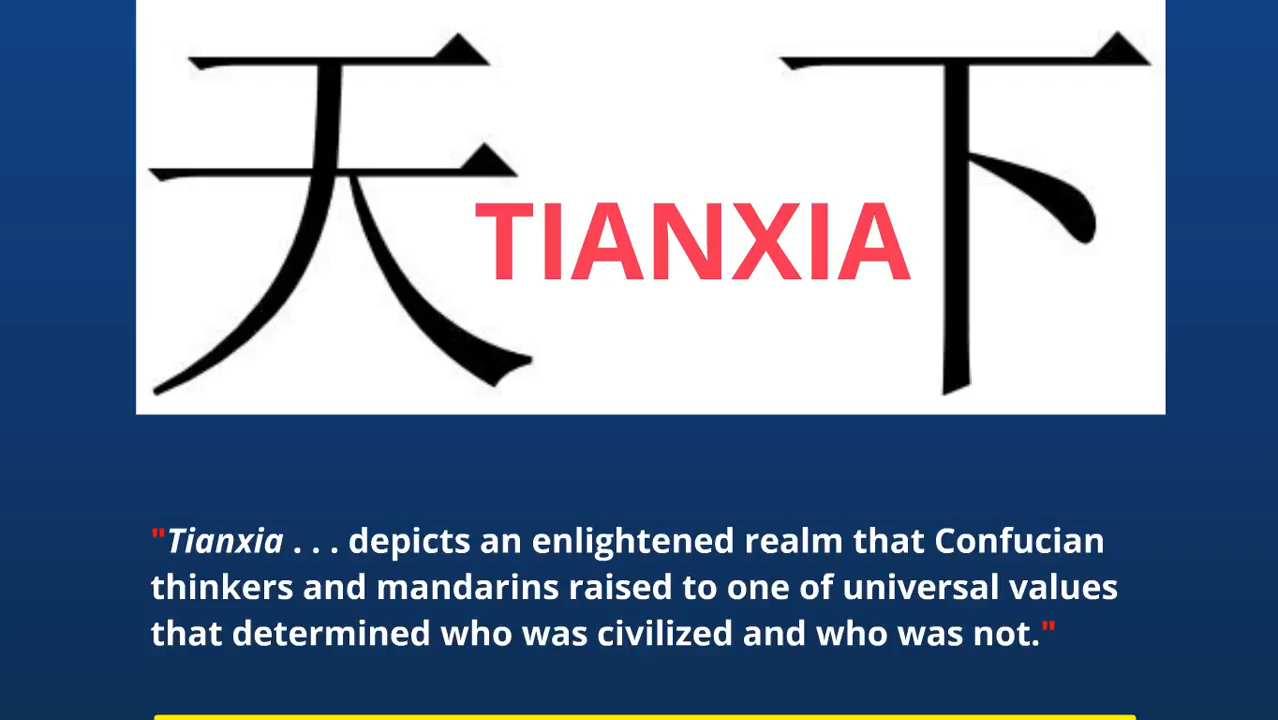 天下
TIANXIA
"Tianxia . . . depicts an enlightened realm that Confucian
thinkers and mandarins raised to one of universal values
that determined who was civilized and who was not."